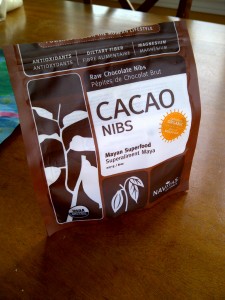 ANTIOXIDANTS
ANTIOXYDANTS
DIETARY FIBER
FIBRE ALIMENTAIRE
MAGNESIUM
MAGNÉSIUM
Raw Chocolate Nibs
Pépites de Chocolat Brut
CACAO
NIBS
Mayan Superfood
Superaliment Maya
NAVITAS